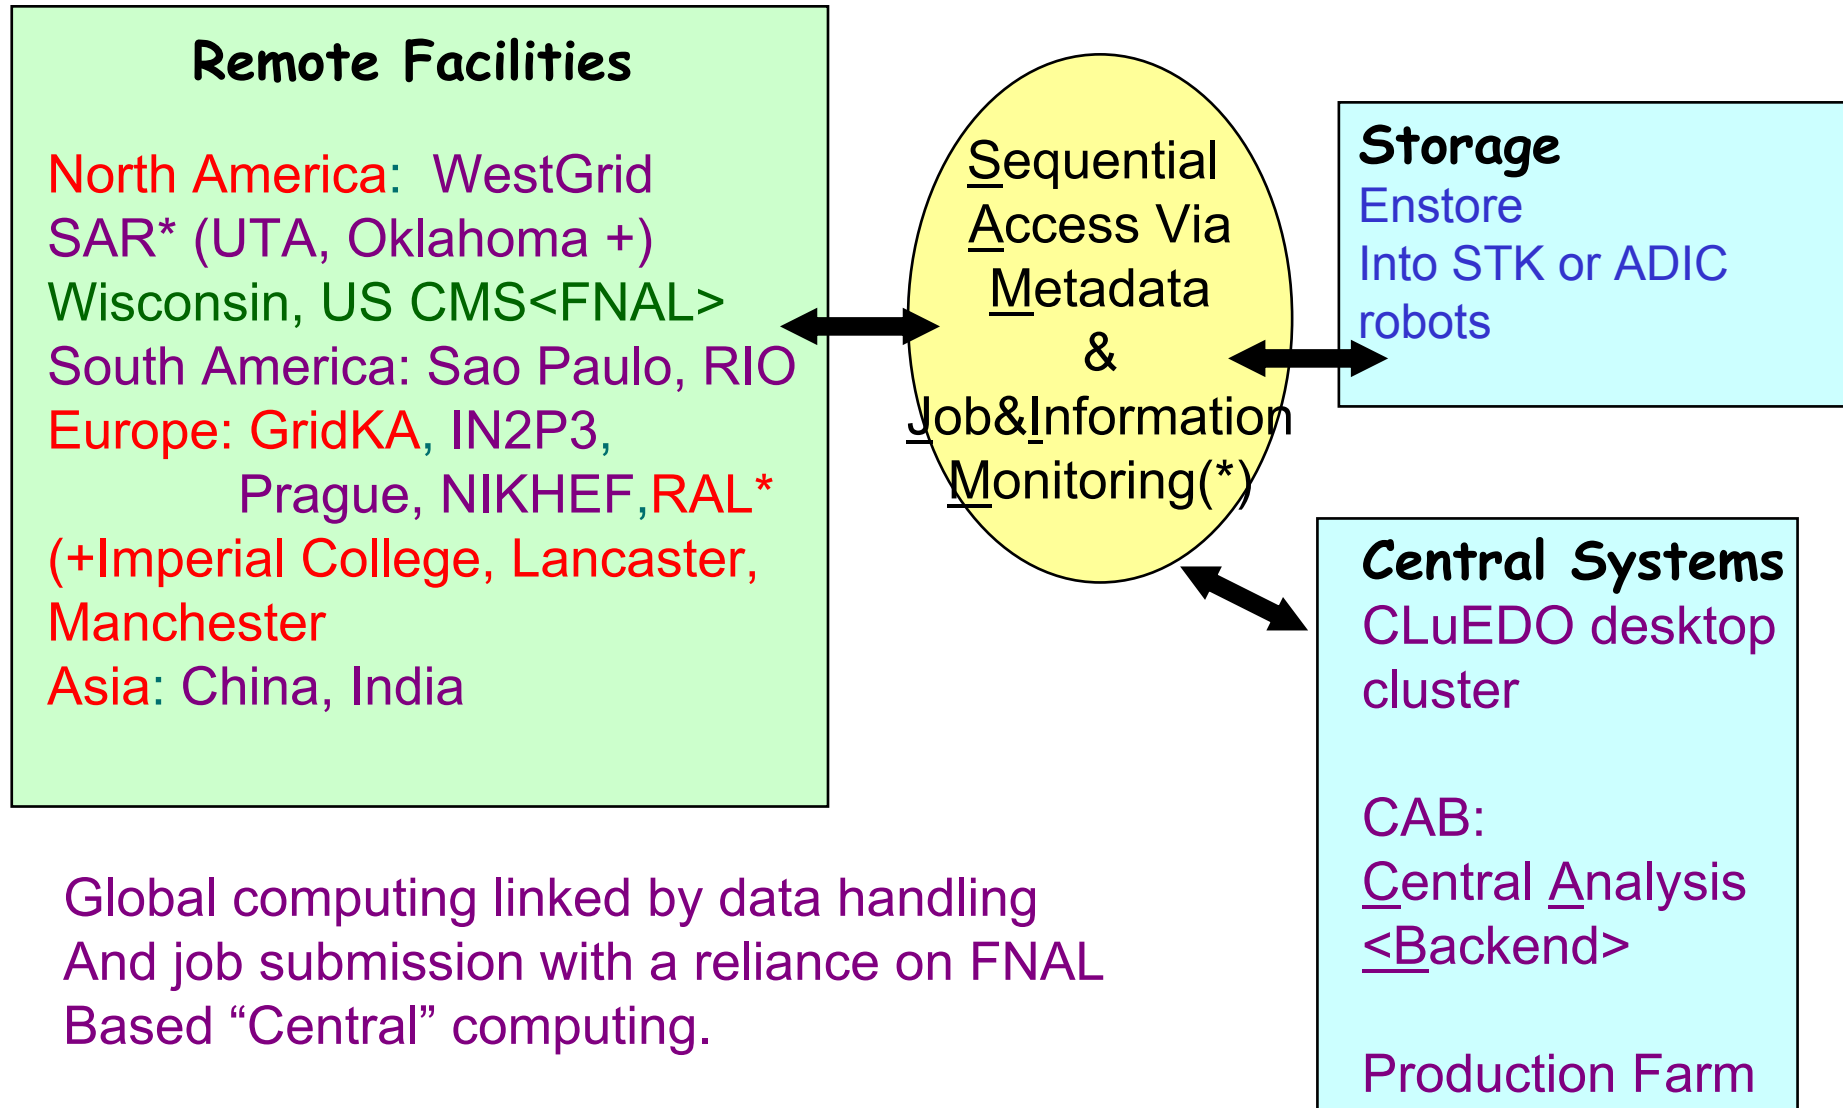 Remote Facilities
North America:  WestGrid
SAR* (UTA, Oklahoma +)
Wisconsin, US CMS<FNAL>
South America: Sao Paulo, RIO
Europe: GridKA, IN2P3,
Prague, NIKHEF,RAL*
(+Imperial College, Lancaster,
Manchester
Asia: China, India
Sequential
Access Via
Metadata
&
Job&Information
Monitoring(*)
Storage
Enstore
Into STK or ADIC
robots
Central Systems
CLuEDO desktop
cluster
CAB:
Central Analysis
<Backend>
Production Farm
Global computing linked by data handling
And job submission with a reliance on FNAL
Based “Central” computing.